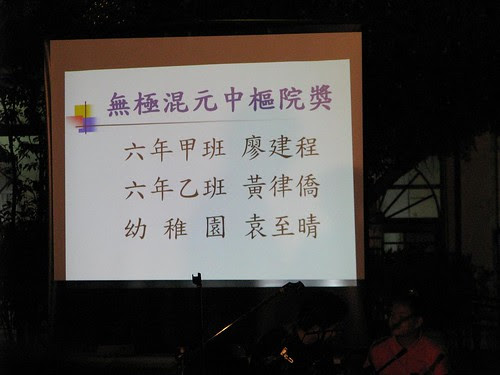 無極混元中樞院獎
六年甲班 廖建程
六年乙班 黃律僑
幼 稚 園 袁至晴